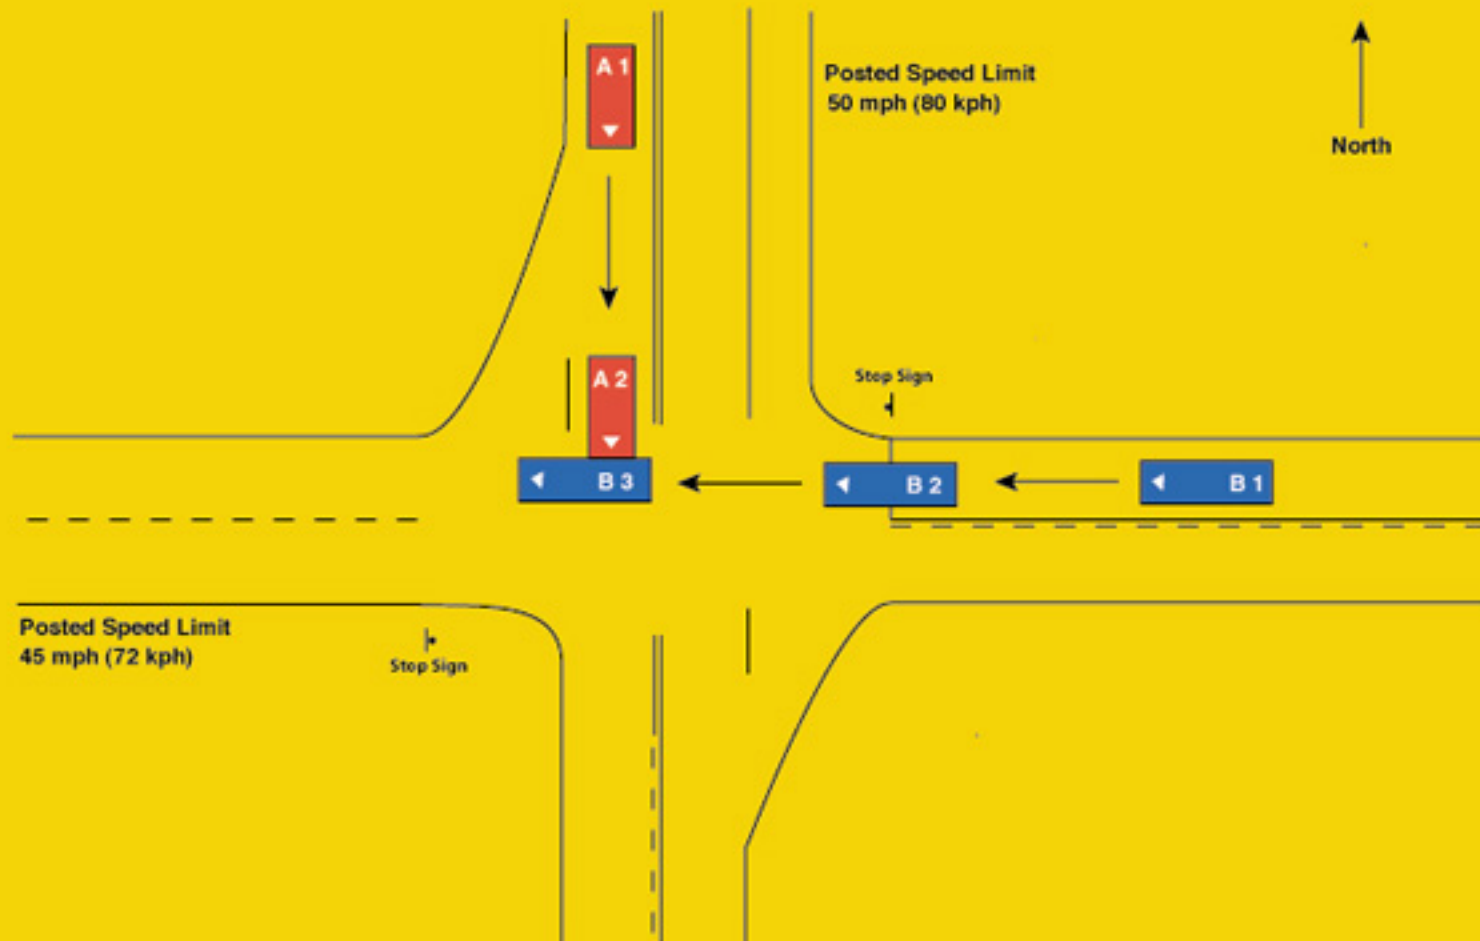 A 1
Posted Speed Limit
50 mph (80 kph)
North
A 2
Stop Sign
B 3
B 2
B 1
Posted Speed Limit
45 mph (72 kph)
Stop Sign